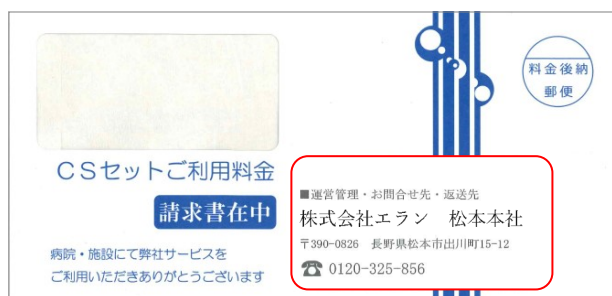 料金後納
郵便
CSセットご利用料金
請求書在中
病院・施設にて弊社サービスを
ご利用いただきありがとうございます
■運営管理・お問合せ先・返送先
株式会社エラン 松本本社
〒390-0826 長野県松本市出川町15-12
☎ 0120-325-856